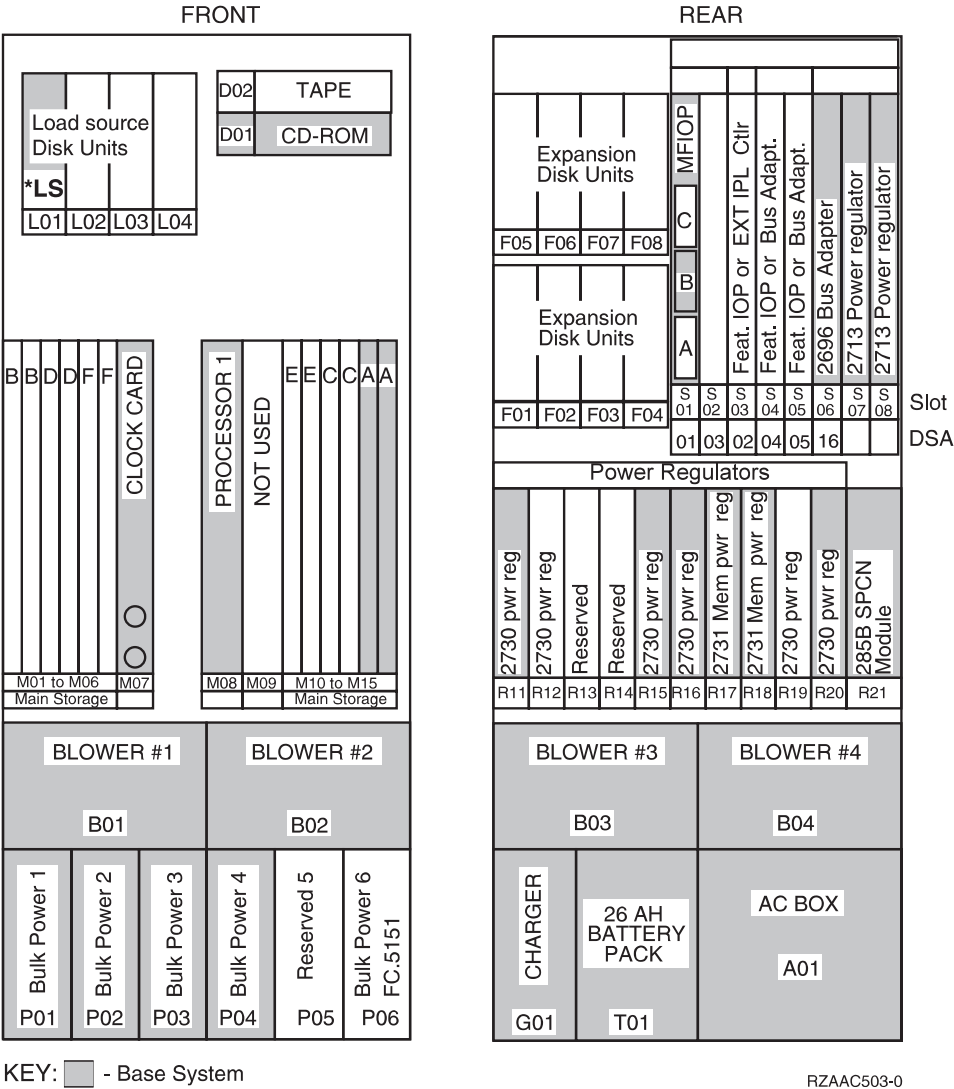 FRONT
REAR
Load source
Disk Units
*LS
L01 L02 L03 L04
D02 TAPE
D01 CD-ROM
B B D D F F
CLOCK CARD
M01 to M06 M07
Main Storage
PROCESSOR 1
NOT USED
E E C C A A
M08 M09 M10 to M15
Main Storage
BLOWER #1
B01
BLOWER #2
B02
Bulk Power 1
P01
Bulk Power 2
P02
Bulk Power 3
P03
Bulk Power 4
P04
Reserved 5
P05
Bulk Power 6
FC.5151
P06
Expansion
Disk Units
F05 F06 F07 F08
Expansion
Disk Units
F01 F02 F03 F04
MFIOP
C
B
A
Feat. IOP or EXT IPL Ctlr
Feat. IOP or Bus Adapt.
Feat. IOP or Bus Adapt.
2696 Bus Adapter
2713 Power regulator
2713 Power regulator
S 01 S 02 S 03 S 04 S 05 S 06 S 07 S 08 Slot
01 03 02 04 05 16 DSA
Power Regulators
2730 pwr reg
2730 pwr reg
Reserved
Reserved
2730 pwr reg
2730 pwr reg
2731 Mem pwr reg
2731 Mem pwr reg
2730 pwr reg
2730 pwr reg
285B SPCN
Module
R11 R12 R13 R14 R15 R16 R17 R18 R19 R20 R21
BLOWER #3
B03
BLOWER #4
B04
CHARGER
G01
26 AH
BATTERY
PACK
T01
AC BOX
A01
KEY: - Base System
RZAAC503-0